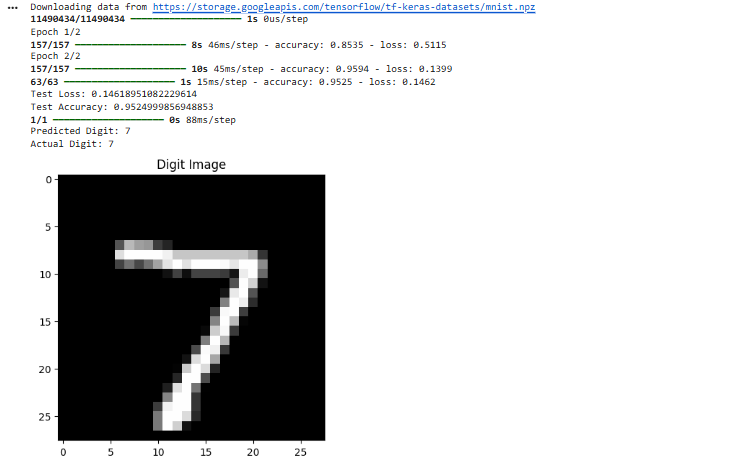 Downloading data from https://storage.googleapis.com/tensorflow/tf-keras-datasets/mnist.npz
11490434/11490434 ━━━━━━━━━━━━━━━━━━━━ 1s 0us/step
Epoch 1/2
157/157 ━━━━━━━━━━━━━━━━━━━━ 8s 46ms/step - accuracy: 0.8535 - loss: 0.5115
Epoch 2/2
157/157 ━━━━━━━━━━━━━━━━━━━━ 10s 45ms/step - accuracy: 0.9594 - loss: 0.1399
63/63 ━━━━━━━━━━━━━━━━━━━━ 1s 15ms/step - accuracy: 0.9525 - loss: 0.1462
Test Loss: 0.14618951082229614
Test Accuracy: 0.9524999856948853
1/1 ━━━━━━━━━━━━━━━━━━━━ 0s 88ms/step
Predicted Digit: 7
Actual Digit: 7
Digit Image
0
5
10
15
20
25
7
0 5 10 15 20 25